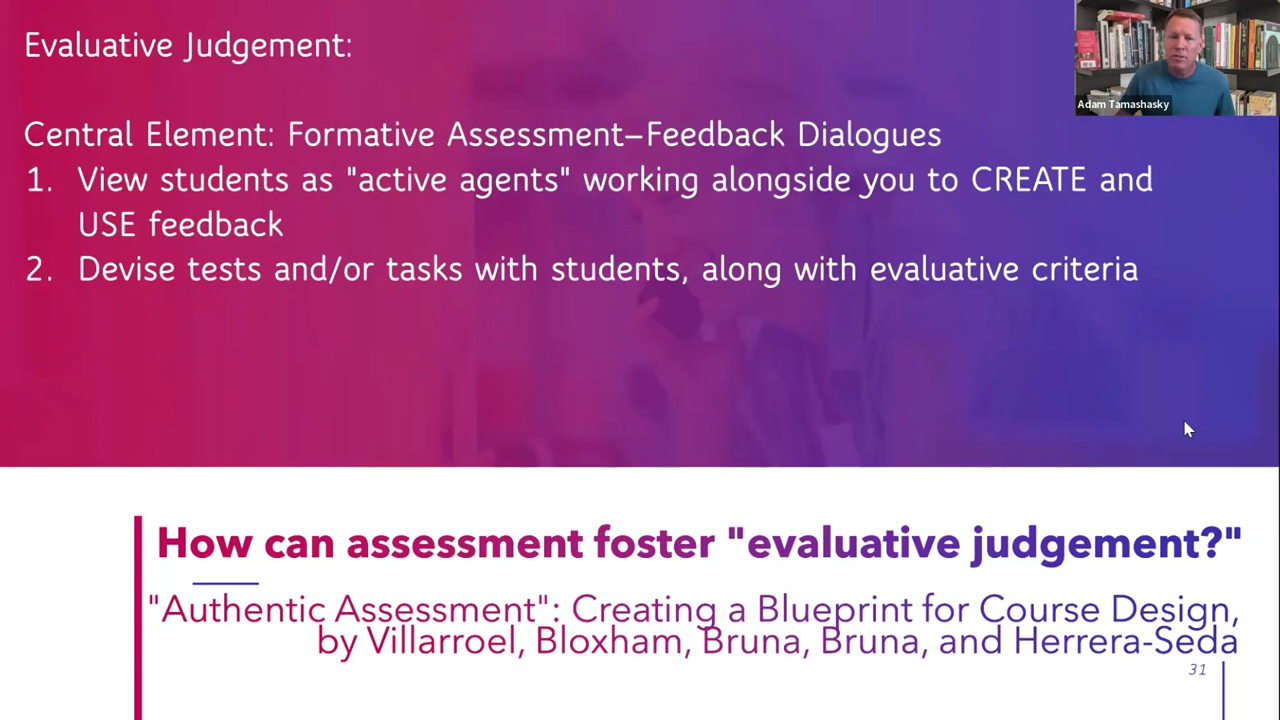 Evaluative Judgement:
Central Element: Formative Assessment–Feedback Dialogues
1. View students as "active agents" working alongside you to CREATE and
USE feedback
2. Devise tests and/or tasks with students, along with evaluative criteria
Adam Tamashasky
How can assessment foster "evaluative judgement?"
"Authentic Assessment": Creating a Blueprint for Course Design,
by Villarroel, Bloxham, Bruna, Bruna, and Herrera-Seda
31